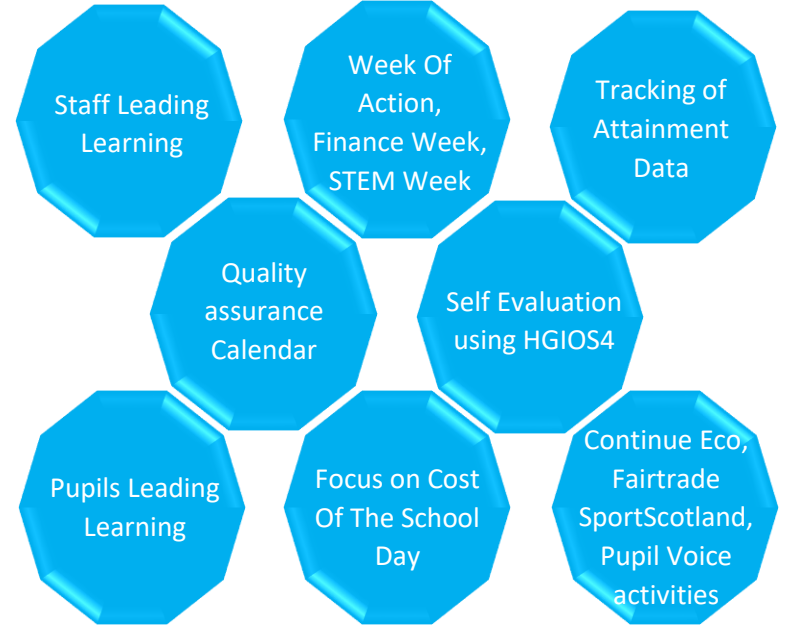 Staff Leading
Learning
Week Of
Action,
Finance Week,
STEM Week
Tracking of
Attainment
Data
Quality
assurance
Calendar
Self Evaluation
using HGIOS4
Pupils Leading
Learning
Focus on Cost
Of The School
Day
Continue Eco,
Fairtrade
SportScotland,
Pupil Voice
activities